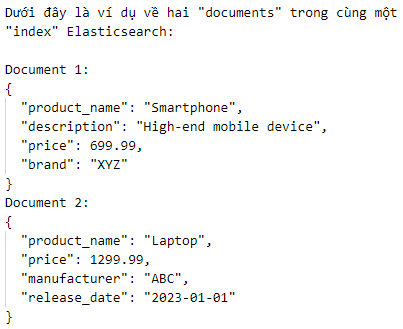 Dưới đây là ví dụ về hai "documents" trong cùng một
"index" Elasticsearch:

Document 1:
{
  "product_name": "Smartphone",
  "description": "High-end mobile device",
  "price": 699.99,
  "brand": "XYZ"
}
Document 2:
{
  "product_name": "Laptop",
  "price": 1299.99,
  "manufacturer": "ABC",
  "release_date": "2023-01-01"
}